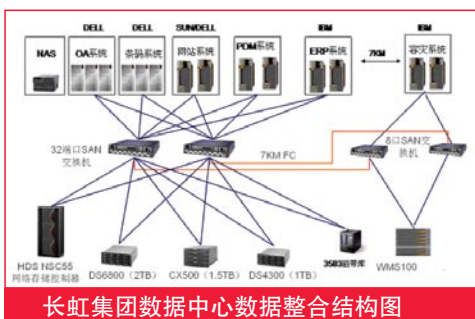 DELL DELL SUN/DELL IBM IBM
NAS OA系统 条码系统 网站系统 PDM系统 ERP系统 7KM 容灾系统
32端口SAN
交换机
7KM FC
8口SAN交
换机
HDS NSC55
网络存储控制器
DS6800（2TB）
CX500（1.5TB）
DS4300（1TB）
3583磁带库
WMS100
长虹集团数据中心数据整合结构图